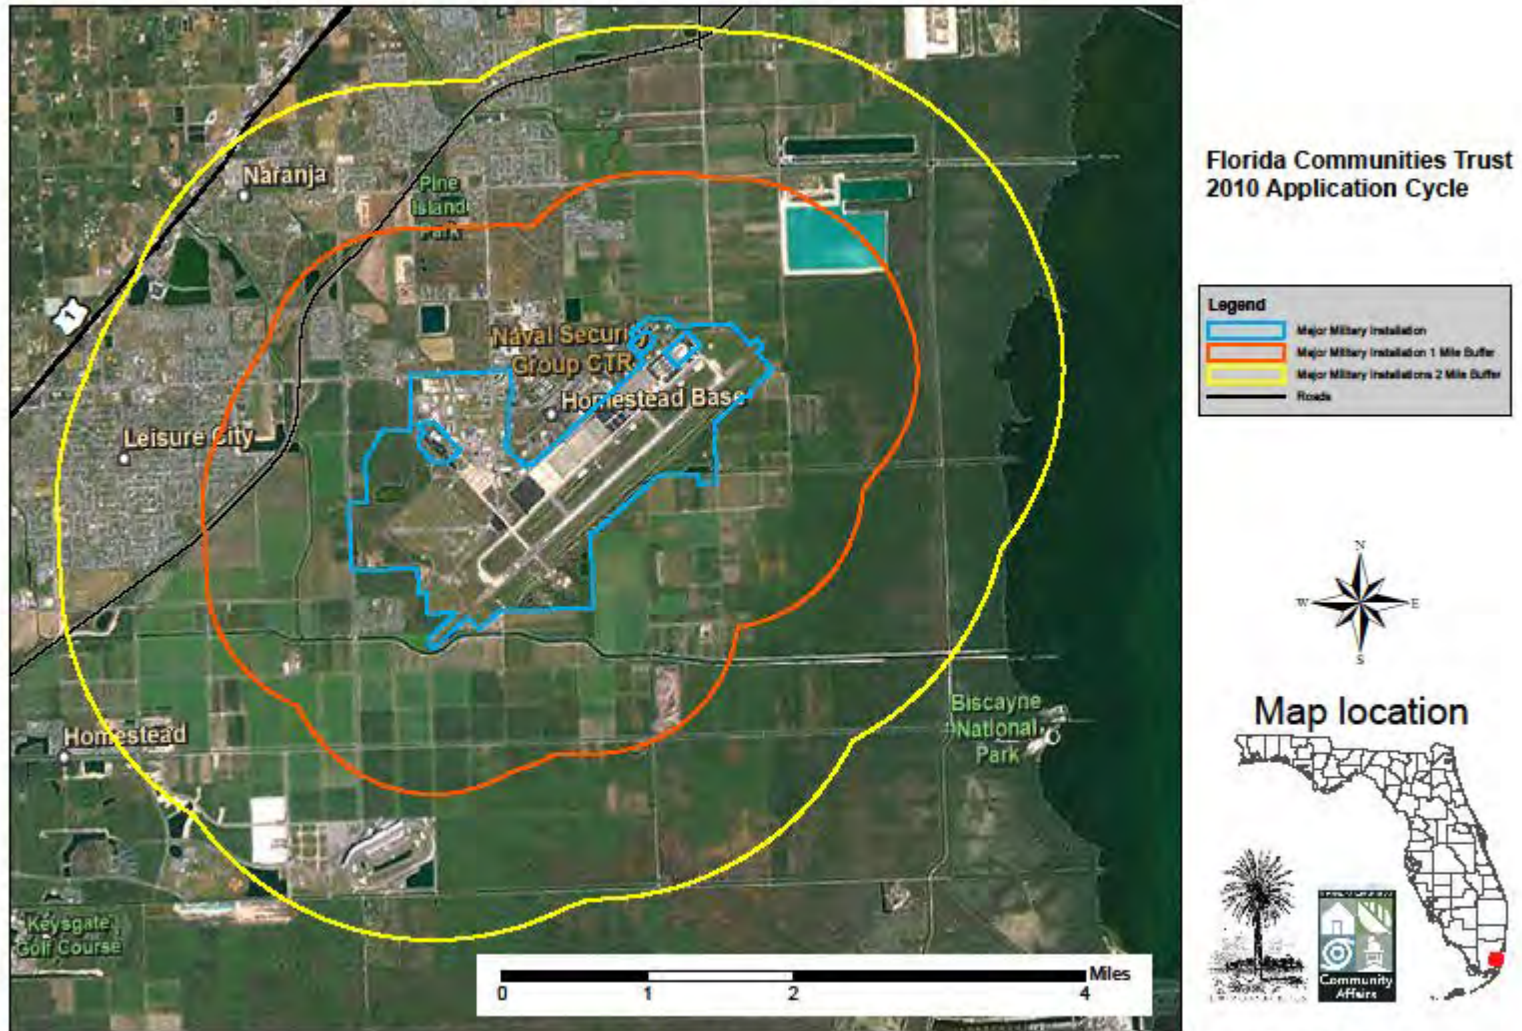 Naranja
Pine
Island
Park
1
Naval Security
Group CTR
Homestead Base
Leisure City
Homestead
Biscayne
National
Park
Keysgate
Golf Course
Miles
0 1 2 4
Florida Communities Trust
2010 Application Cycle
Legend
Major Military Installation
Major Military Installation 1 Mile Buffer
Major Military Installations 2 Mile Buffer
Roads
N
W E
S
Map location
Community
Affairs